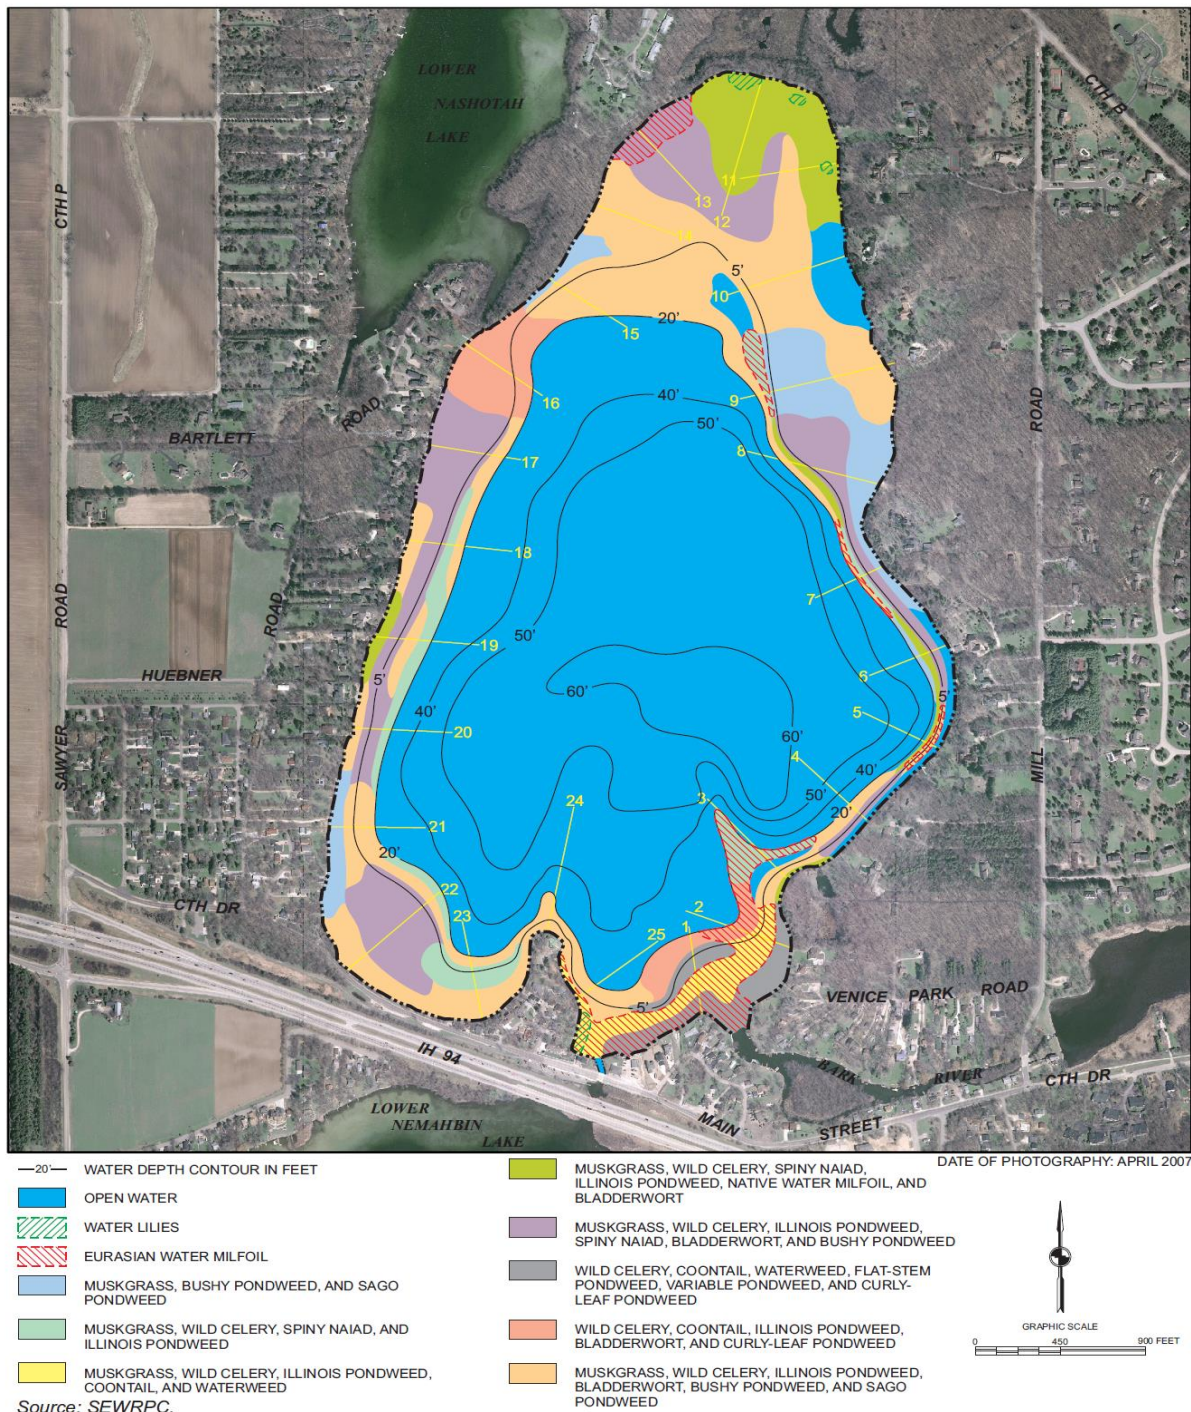 LOWER
NASHOTAH
LAKE
CTH B
CTH P
11
13
12
14
5'
10
20'
15
16
40'
9
50'
ROAD
ROAD
BARTLETT
17
8
18
7
ROAD
ROAD
50'
19
6
HUEBNER
5'
60'
5'
40'
5
20
60'
4
SAWYER
MILL
40'
50'
24
3
20'
21
20'
22
CTH DR
23
2
1
25
5'
VENICE PARK ROAD
IH 94
BARK
RIVER
CTH DR
LOWER
NEMAHBIN
LAKE
MAIN
STREET
20'
WATER DEPTH CONTOUR IN FEET
OPEN WATER
WATER LILIES
EURASIAN WATER MILFOIL
MUSKGRASS, BUSHY PONDWEED, AND SAGO
PONDWEED
MUSKGRASS, WILD CELERY, SPINY NAIAD, AND
ILLINOIS PONDWEED
MUSKGRASS, WILD CELERY, ILLINOIS PONDWEED,
COONTAIL, AND WATERWEED
MUSKGRASS, WILD CELERY, SPINY NAIAD,
ILLINOIS PONDWEED, NATIVE WATER MILFOIL, AND
BLADDERWORT
MUSKGRASS, WILD CELERY, ILLINOIS PONDWEED,
SPINY NAIAD, BLADDERWORT, AND BUSHY PONDWEED
WILD CELERY, COONTAIL, WATERWEED, FLAT-STEM
PONDWEED, VARIABLE PONDWEED, AND CURLY-
LEAF PONDWEED
WILD CELERY, COONTAIL, ILLINOIS PONDWEED,
BLADDERWORT, AND CURLY-LEAF PONDWEED
MUSKGRASS, WILD CELERY, ILLINOIS PONDWEED,
BLADDERWORT, BUSHY PONDWEED, AND SAGO
PONDWEED
DATE OF PHOTOGRAPHY: APRIL 2007
GRAPHIC SCALE
0 450 900 FEET
Source: SEWRPC.